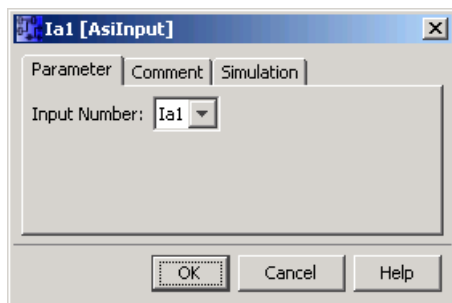 Ia1 [AsiInput]
Parameter Comment Simulation
Input Number: Ia1
OK Cancel Help